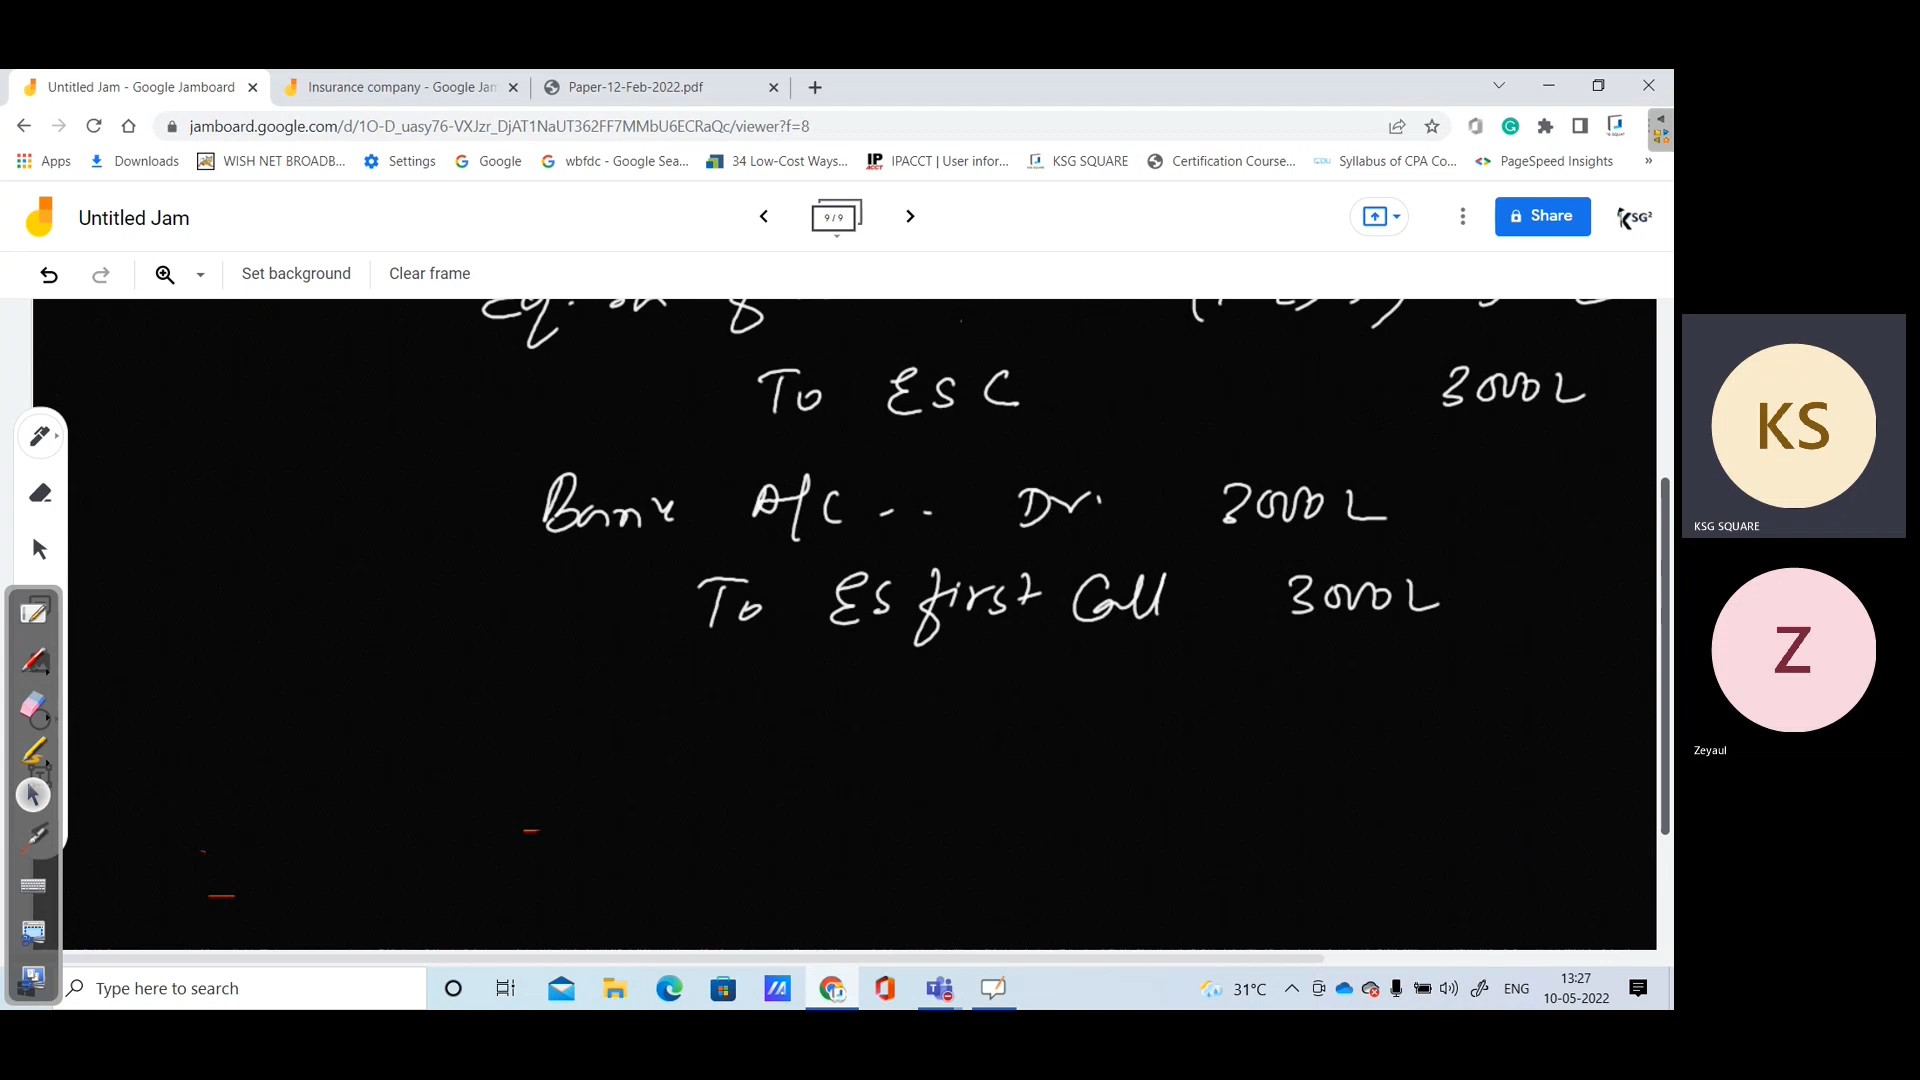 Untitled Jam - Google Jamboard
Insurance company - Google Jam
Paper-12-Feb-2022.pdf
jamboard.google.com/d/1O-D_uasy76-VXJzr_DjAT1NaUT362FF7MMbU6ECRaQc/viewer?f=8
Apps
Downloads
WISH NET BROADB...
Settings
Google
wbfdc - Google Sea...
34 Low-Cost Ways...
IPACCT | User infor...
KSG SQUARE
Certification Course...
Syllabus of CPA Co...
PageSpeed Insights
»
Untitled Jam
9 / 9
Share
KSG²
Set background
Clear frame
To ESC 3000 L
Bank A/C .. Dr. 3000 L
To ES first Call 3000 L
KS
KSG SQUARE
Z
Zeyaul
Type here to search
31°C
ENG
13:27
10-05-2022